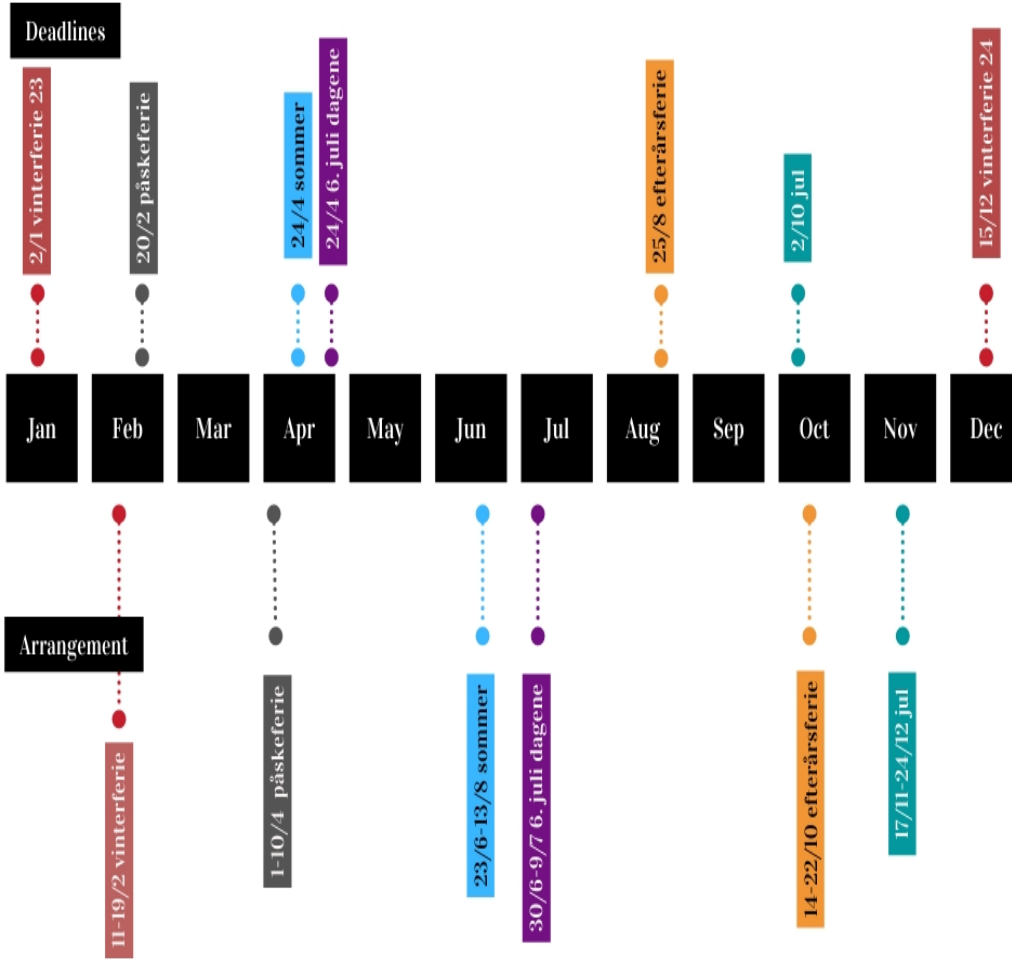 Deadlines
2/1 vinterferie 23
20/2 påskeferie
24/4 sommer
24/4 6. juli dagene
25/8 efterårsferie
2/10 jul
15/12 vinterferie 24
Jan
Feb
Mar
Apr
May
Jun
Jul
Aug
Sep
Oct
Nov
Dec
Arrangement
11-19/2 vinterferie
1-10/4 påskeferie
23/6-13/8 sommer
30/6-9/7 6. juli dagene
14-22/10 efterårsferie
17/11-24/12 jul